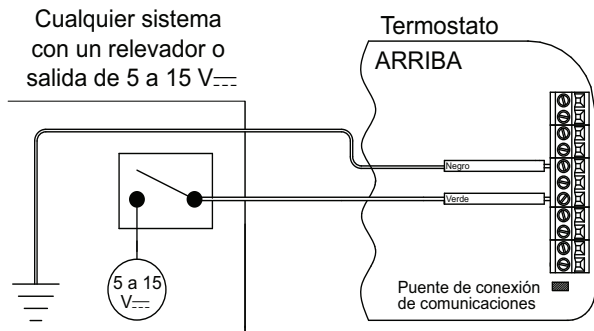 Cualquier sistema
con un relevador o
salida de 5 a 15 V⎓
Termostato
ARRIBA
Negro
Verde
5 a 15
V⎓
Puente de conexión
de comunicaciones